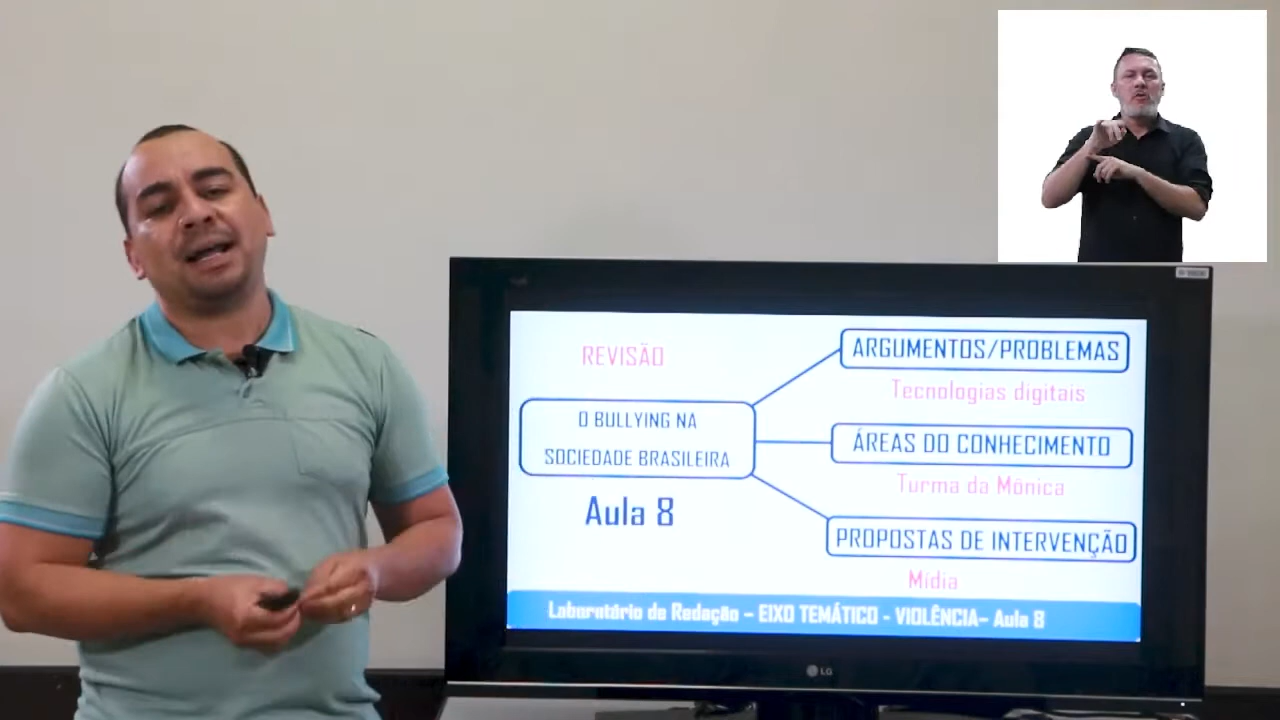 REVISÃO
O BULLYING NA
SOCIEDADE BRASILEIRA
Aula 8
ARGUMENTOS/PROBLEMAS
Tecnologias digitais
ÁREAS DO CONHECIMENTO
Turma da Mônica
PROPOSTAS DE INTERVENÇÃO
Mídia
Laboratório de Redação – EIXO TEMÁTICO - VIOLÊNCIA– Aula 8
LG